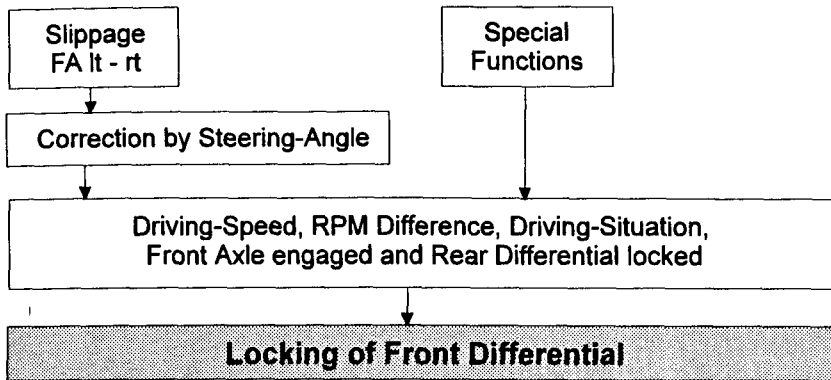 Slippage
FA lt - rt
Special
Functions
Correction by Steering-Angle
Driving-Speed, RPM Difference, Driving-Situation,
Front Axle engaged and Rear Differential locked
Locking of Front Differential